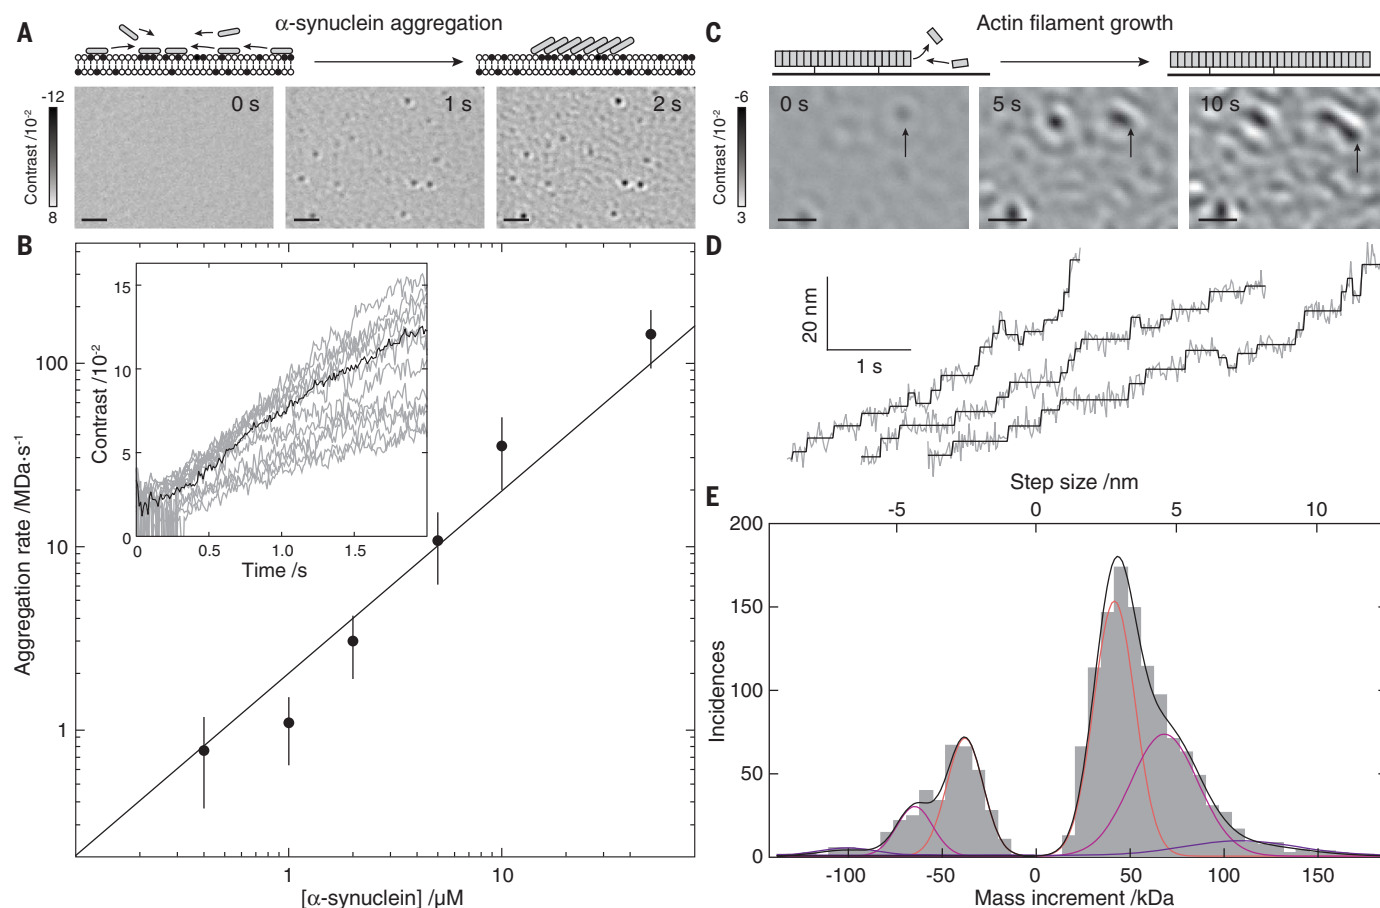 A
α-synuclein aggregation
-12
Contrast /10-2
8
0 s
1 s
2 s
C
Actin filament growth
-6
Contrast /10-2
3
0 s
5 s
10 s
B
Aggregation rate /MDa·s-1
100
10
1
1
10
[α-synuclein] /µM
Contrast /10-2
15
10
5
0
0
0.5
1.0
1.5
Time /s
D
20 nm
1 s
E
Step size /nm
-5
0
5
10
Incidences
200
150
100
50
0
-100
-50
0
50
100
150
Mass increment /kDa